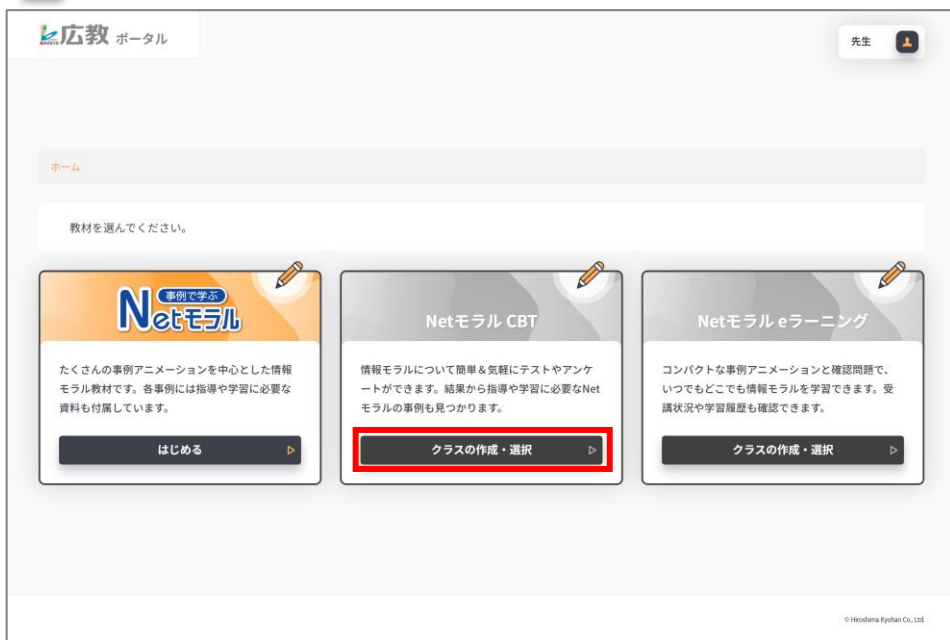 広教 ポータル
先生
ホーム
教材を選んでください。
事例で学ぶ
Netモラル
たくさんの事例アニメーションを中心とした情報
モラル教材です。各事例には指導や学習に必要な
資料も付属しています。
はじめる
Netモラル CBT
情報モラルについて簡単&気軽にテストやアンケ
ートができます。結果から指導や学習に必要なNet
モラルの事例も見つかります。
クラスの作成・選択
Netモラル eラーニング
コンパクトな事例アニメーションと確認問題で、
いつでもどこでも情報モラルを学習できます。受
講状況や学習履歴も確認できます。
クラスの作成・選択
© Hiroshima Kyohan Co., Ltd.